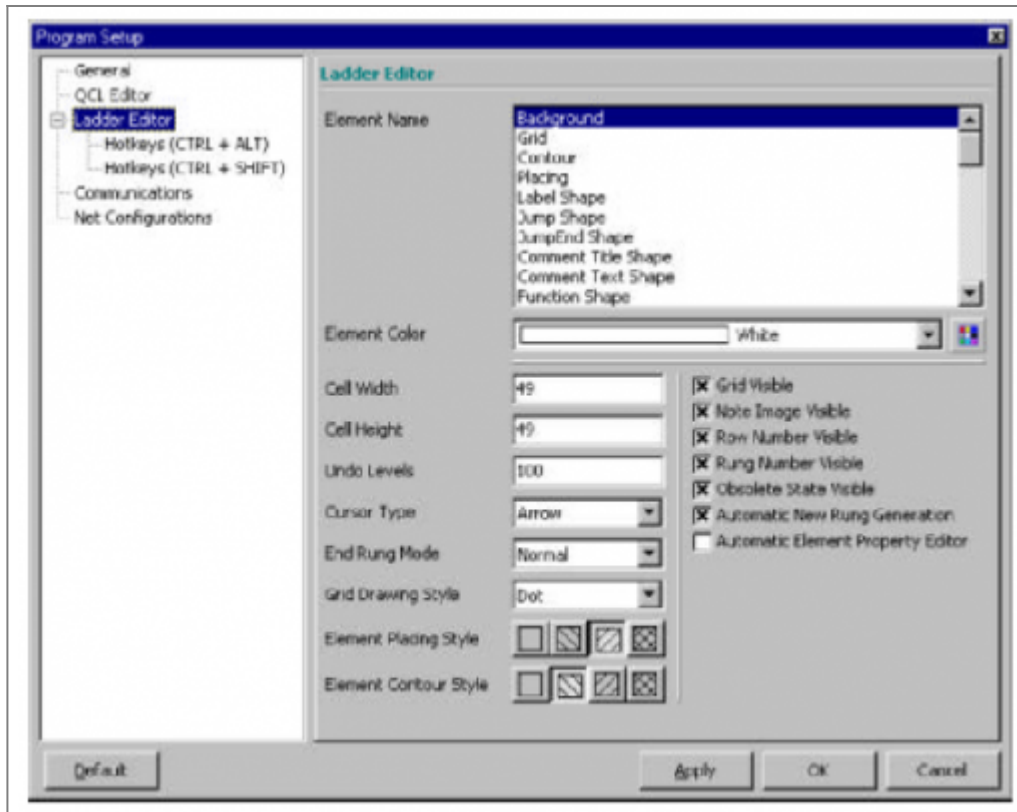 Program Setup
General
QCL Editor
Ladder Editor
Hotkeys (CTRL + ALT)
Hotkeys (CTRL + SHIFT)
Communications
Net Configurations
Ladder Editor
Element Name
Background
Grid
Contour
Placing
Label Shape
Jump Shape
JumpEnd Shape
Comment Title Shape
Comment Text Shape
Function Shape
Element Color
White
Cell Width
49
Cell Height
49
Undo Levels
100
Cursor Type
Arrow
End Rung Mode
Normal
Grid Drawing Style
Dot
Element Placing Style
Element Contour Style
Grid Visible
Note Image Visible
Row Number Visible
Rung Number Visible
Obsolete State Visible
Automatic New Rung Generation
Automatic Element Property Editor
Default
Apply
OK
Cancel